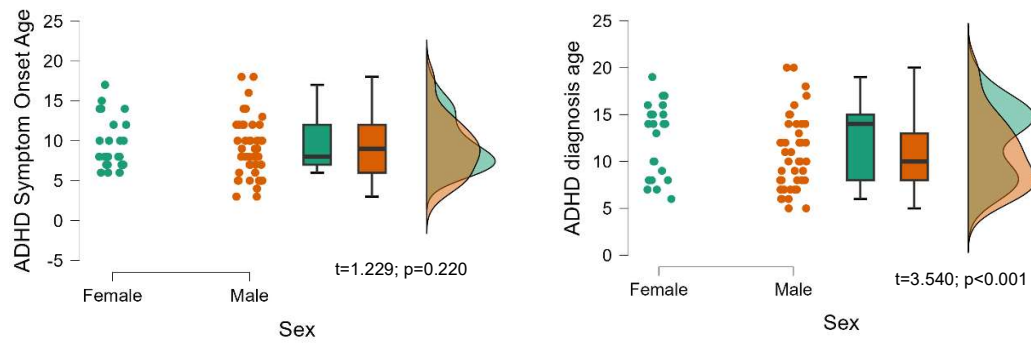 ADHD Symptom Onset Age
25
20
15
10
5
0
-5
Female
Male
t=1.229; p=0.220
Sex
ADHD diagnosis age
25
20
15
10
5
0
Female
Male
t=3.540; p<0.001
Sex